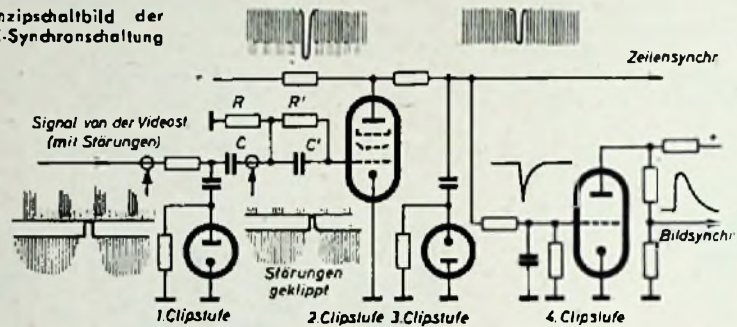 nzipschaltbild der
-Synchronschaltung
Zeilensynchr
R
R'
Signal von der Videost.
(mit Störungen)
C
C'
Störungen
geklippt
Bildsynchr
1.Clipstufe
2.Clipstufe
3.Clipstufe
4.Clipstufe